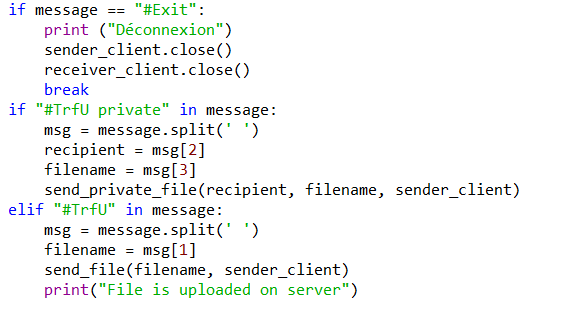 if message == "#Exit":
    print ("Déconnexion")
    sender_client.close()
    receiver_client.close()
    break
if "#TrfU private" in message:
    msg = message.split(' ')
    recipient = msg[2]
    filename = msg[3]
    send_private_file(recipient, filename, sender_client)
elif "#TrfU" in message:
    msg = message.split(' ')
    filename = msg[1]
    send_file(filename, sender_client)
    print("File is uploaded on server")